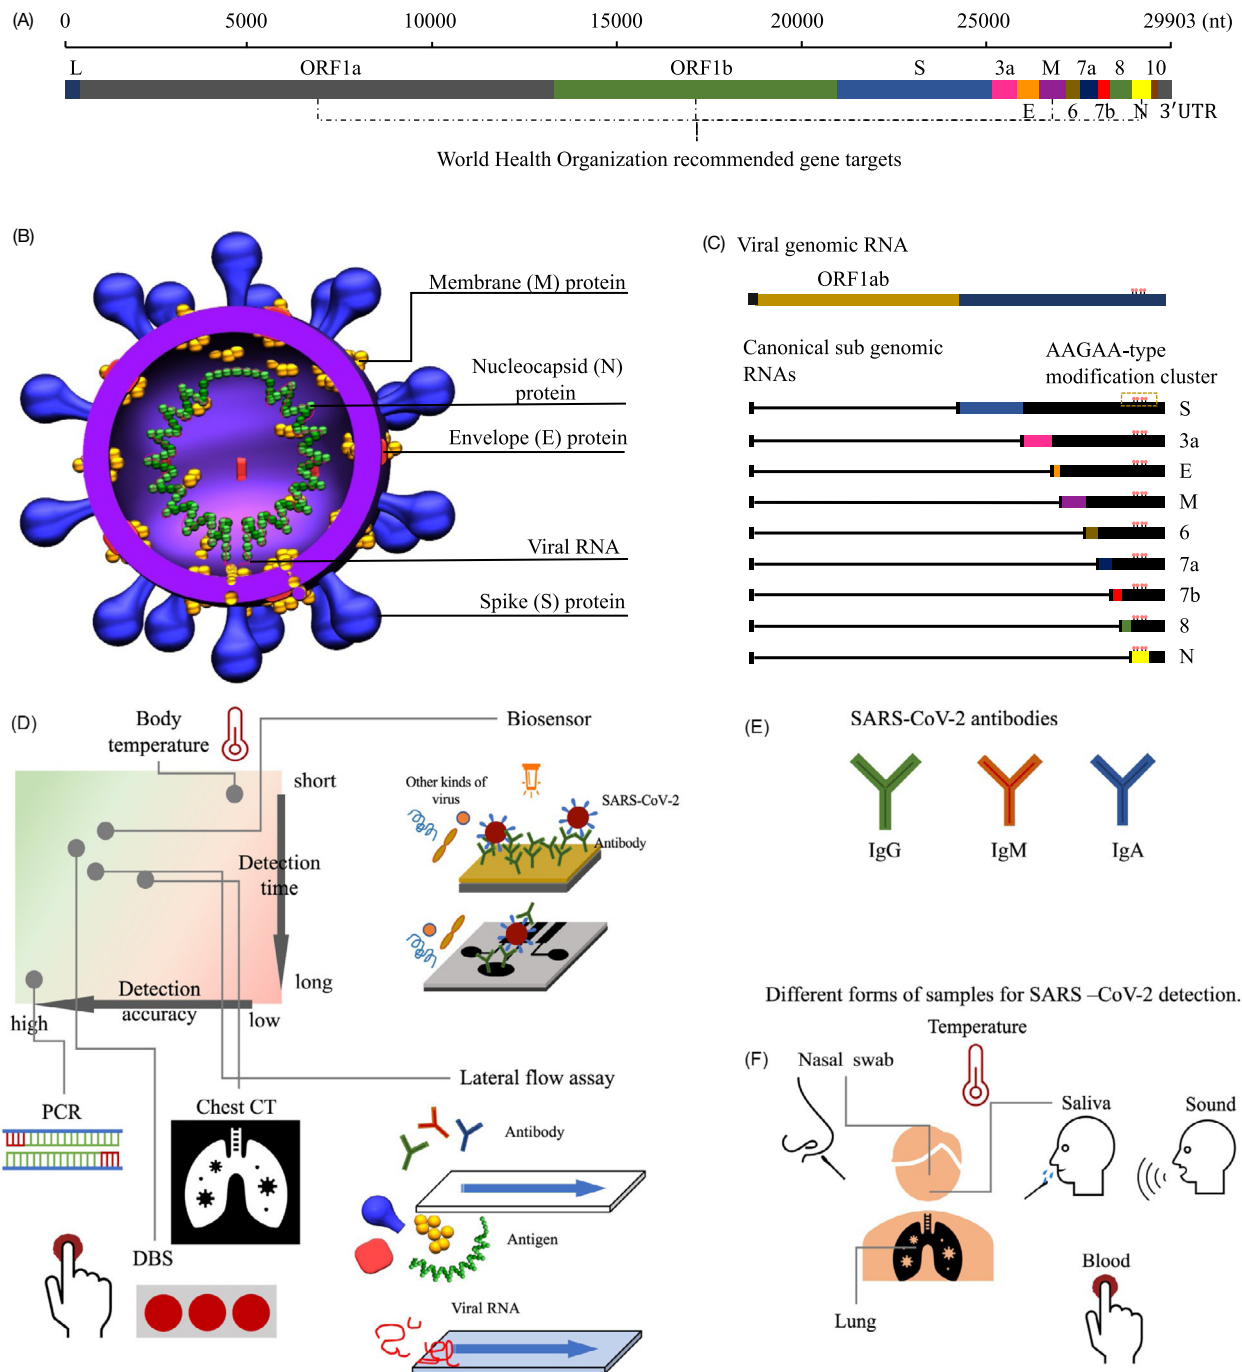 (A)
0 5000 10000 15000 20000 25000 29903 (nt)
L ORF1a ORF1b S 3a M 7a 8 10
E 6 7b N 3'UTR
World Health Organization recommended gene targets
(B)
Membrane (M) protein
Nucleocapsid (N)
protein
Envelope (E) protein
Viral RNA
Spike (S) protein
(C) Viral genomic RNA
ORF1ab
Canonical sub genomic
RNAs
AAGAA-type
modification cluster
S
3a
E
M
6
7a
7b
8
N
(D)
Body
temperature
Biosensor
short
Detection
time
long
Detection
accuracy
high
low
Other kinds of
virus
SARS-CoV-2
Antibody
PCR
DBS
Chest CT
Lateral flow assay
Antibody
Antigen
Viral RNA
(E)
SARS-CoV-2 antibodies
IgG IgM IgA
Different forms of samples for SARS –CoV-2 detection.
Temperature
(F) Nasal swab
Saliva
Sound
Lung
Blood